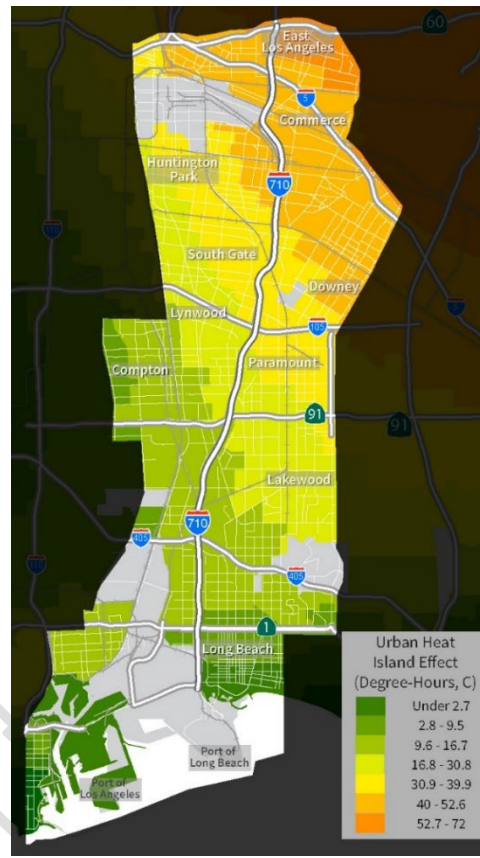 60
East
Los Angeles
5
Commerce
Huntington
Park
710
110
South Gate
Downey
5
Lynwood
105
Compton
Paramount
91
91
Lakewood
710
405
405
110
1
Long Beach
Port of
Long Beach
Port of
Los Angeles
Urban Heat
Island Effect
(Degree-Hours, C)
Under 2.7
2.8 - 9.5
9.6 - 16.7
16.8 - 30.8
30.9 - 39.9
40 - 52.6
52.7 - 72